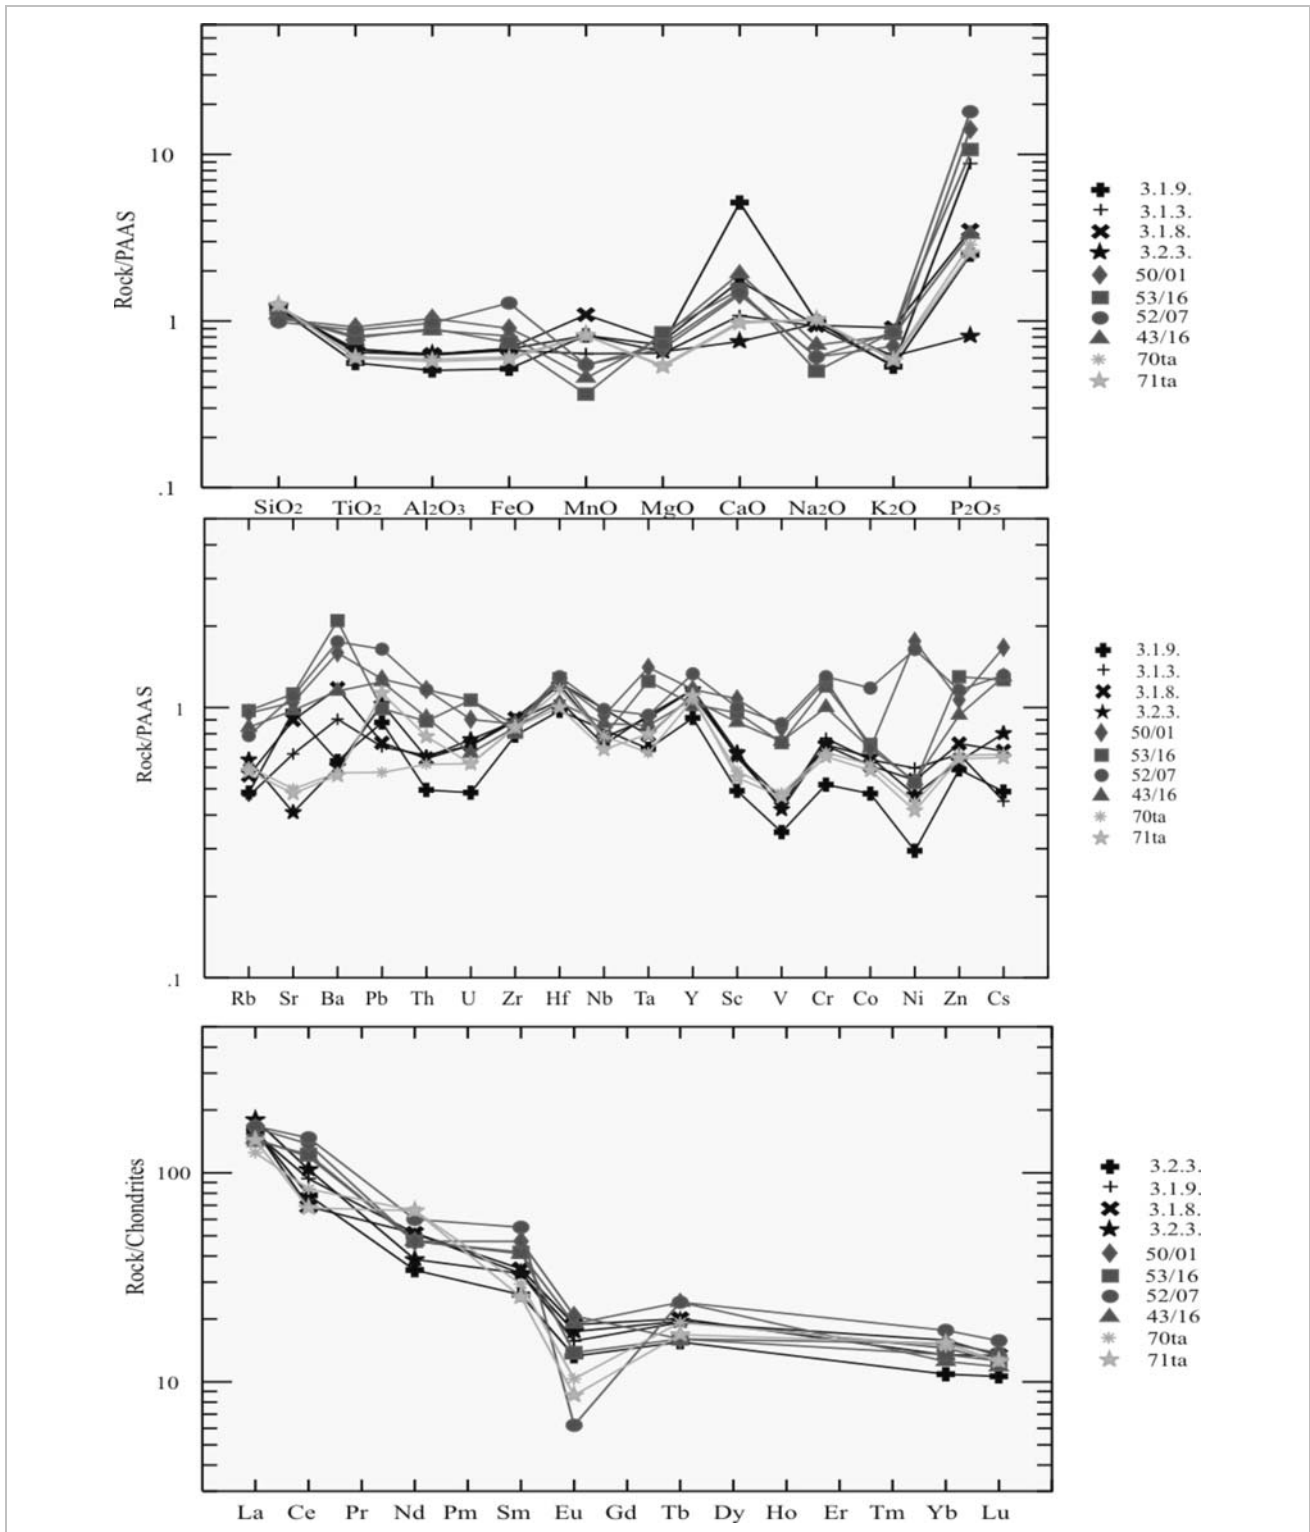 10
1
.1
Rock/PAAS
SiO2 TiO2 Al2O3 FeO MnO MgO CaO Na2O K2O P2O5
3.1.9.
3.1.3.
3.1.8.
3.2.3.
50/01
53/16
52/07
43/16
70ta
71ta
1
.1
Rock/PAAS
Rb Sr Ba Pb Th U Zr Hf Nb Ta Y Sc V Cr Co Ni Zn Cs
3.1.9.
3.1.3.
3.1.8.
3.2.3.
50/01
53/16
52/07
43/16
70ta
71ta
100
10
Rock/Chondrites
La Ce Pr Nd Pm Sm Eu Gd Tb Dy Ho Er Tm Yb Lu
3.2.3.
3.1.9.
3.1.8.
3.2.3.
50/01
53/16
52/07
43/16
70ta
71ta